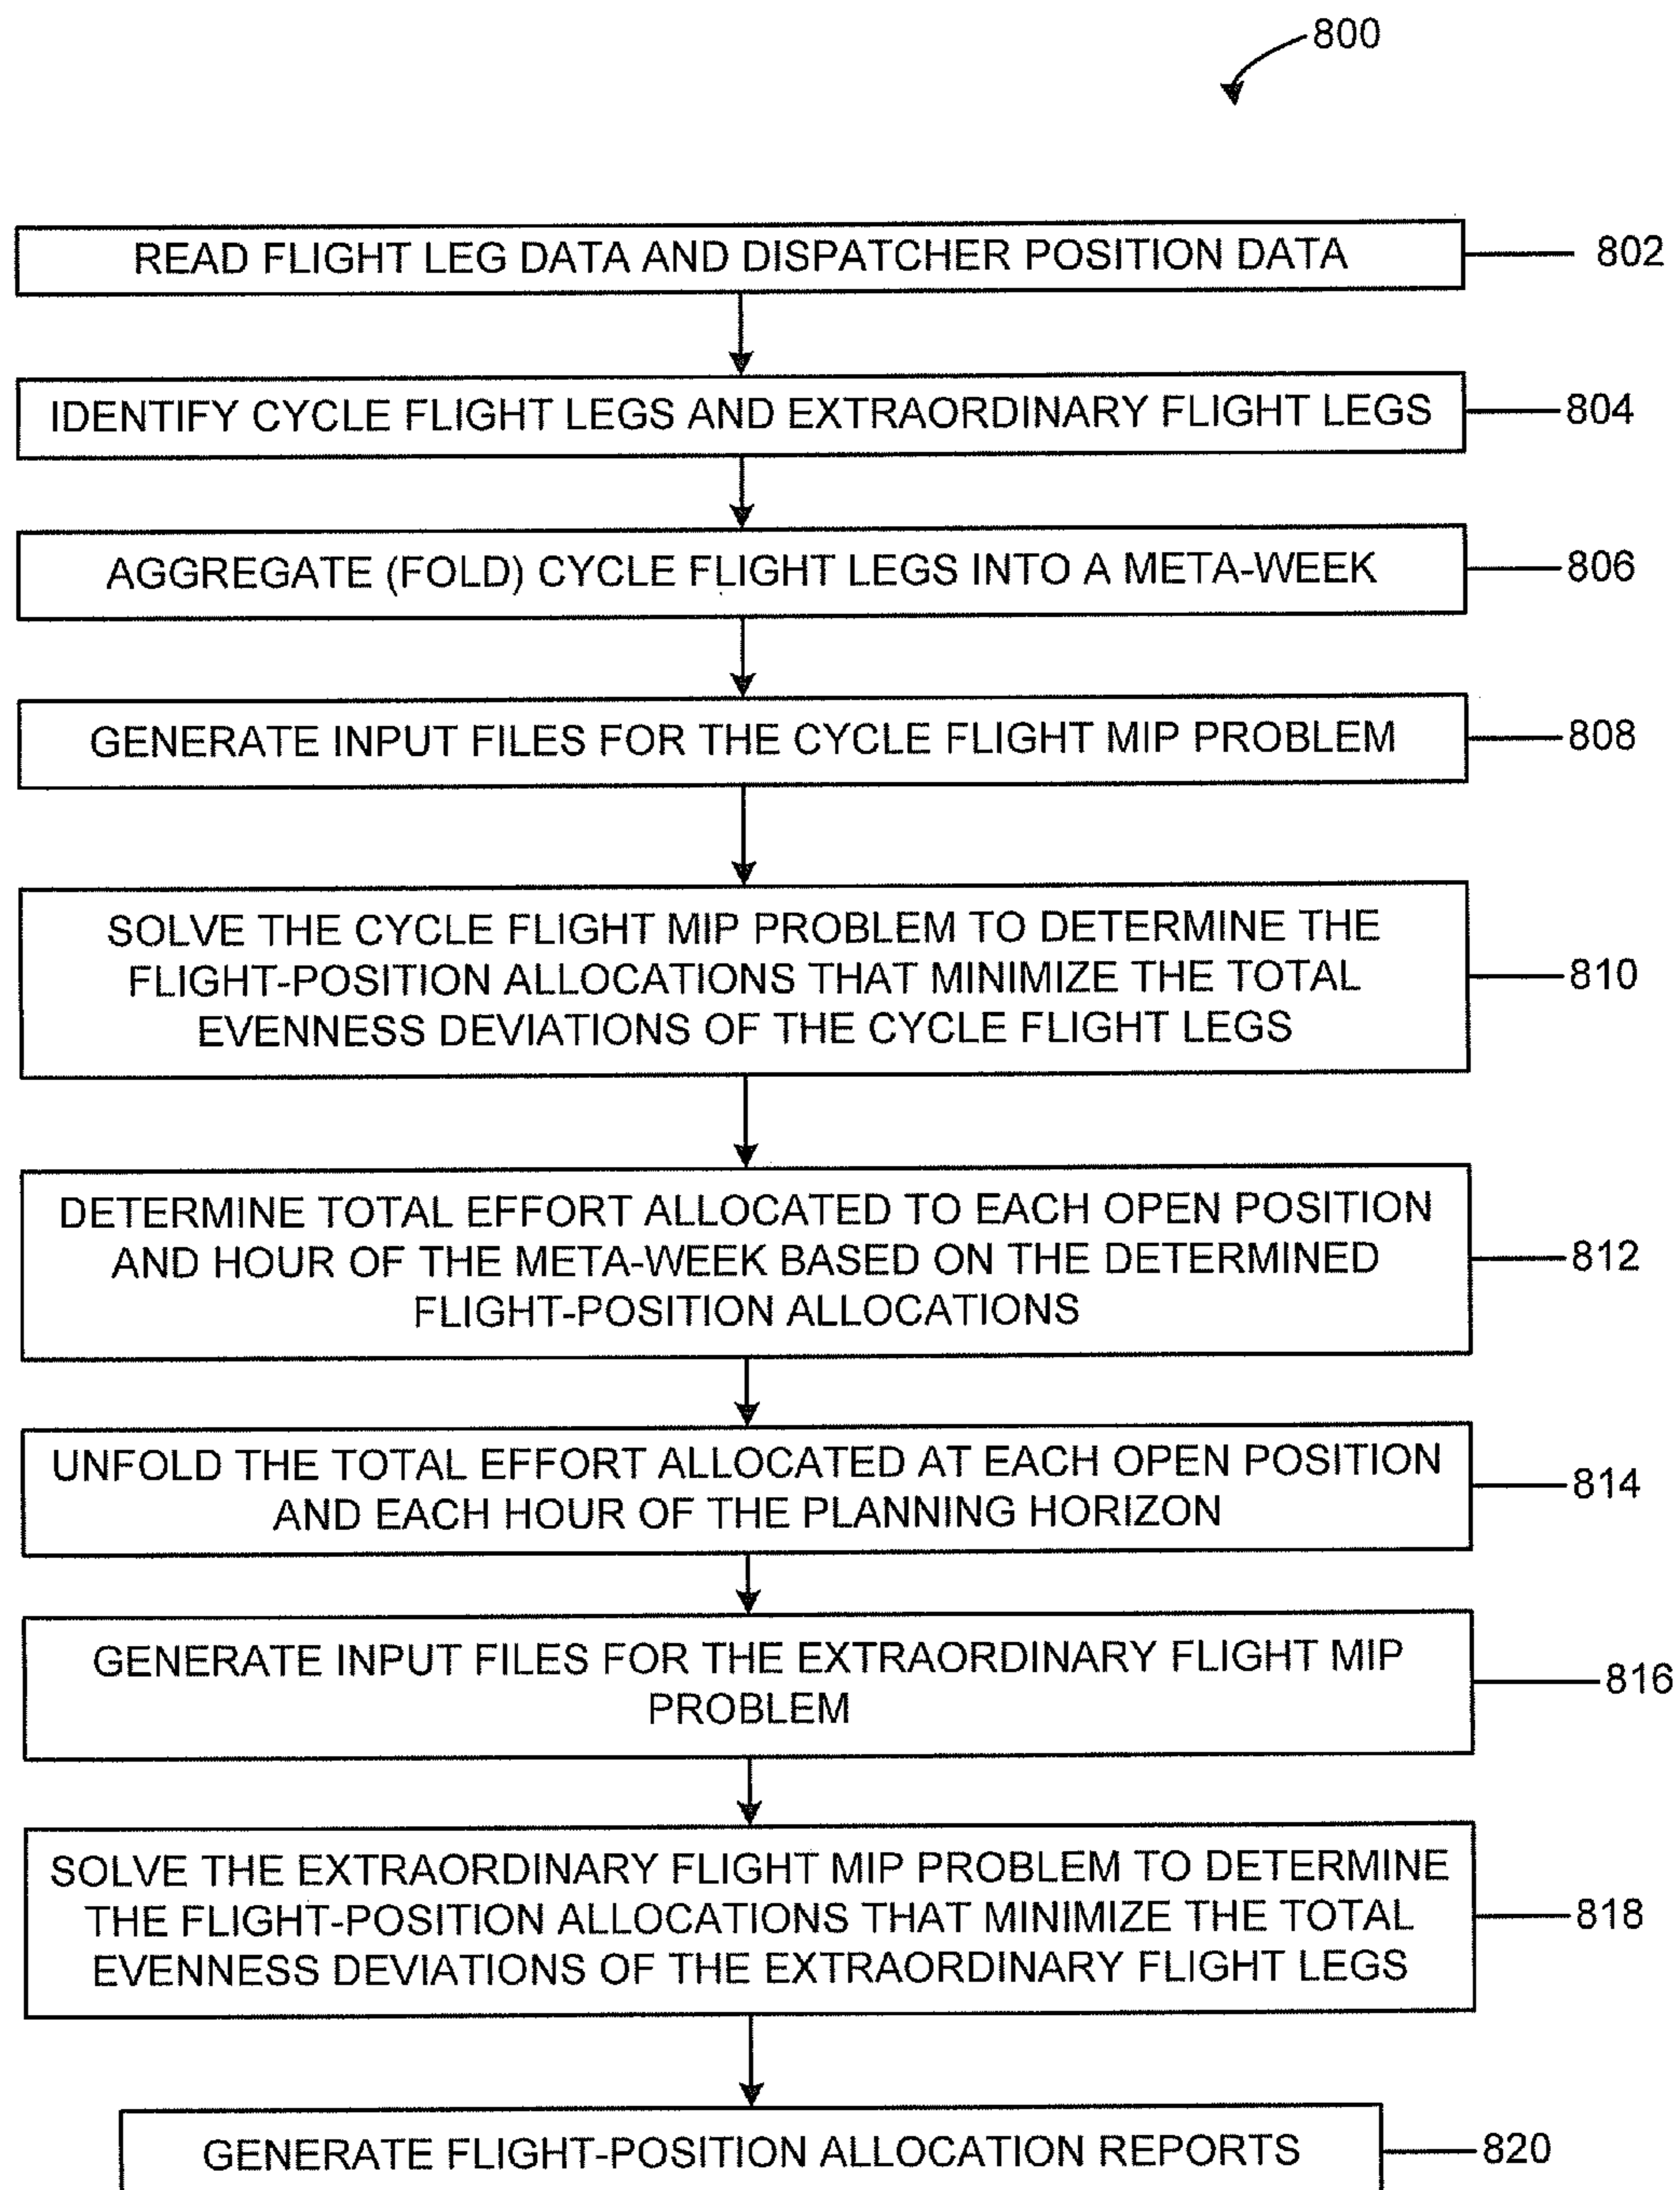 800
READ FLIGHT LEG DATA AND DISPATCHER POSITION DATA
802
IDENTIFY CYCLE FLIGHT LEGS AND EXTRAORDINARY FLIGHT LEGS
804
AGGREGATE (FOLD) CYCLE FLIGHT LEGS INTO A META-WEEK
806
GENERATE INPUT FILES FOR THE CYCLE FLIGHT MIP PROBLEM
808
SOLVE THE CYCLE FLIGHT MIP PROBLEM TO DETERMINE THE
FLIGHT-POSITION ALLOCATIONS THAT MINIMIZE THE TOTAL
EVENNESS DEVIATIONS OF THE CYCLE FLIGHT LEGS
810
DETERMINE TOTAL EFFORT ALLOCATED TO EACH OPEN POSITION
AND HOUR OF THE META-WEEK BASED ON THE DETERMINED
FLIGHT-POSITION ALLOCATIONS
812
UNFOLD THE TOTAL EFFORT ALLOCATED AT EACH OPEN POSITION
AND EACH HOUR OF THE PLANNING HORIZON
814
GENERATE INPUT FILES FOR THE EXTRAORDINARY FLIGHT MIP
PROBLEM
816
SOLVE THE EXTRAORDINARY FLIGHT MIP PROBLEM TO DETERMINE
THE FLIGHT-POSITION ALLOCATIONS THAT MINIMIZE THE TOTAL
EVENNESS DEVIATIONS OF THE EXTRAORDINARY FLIGHT LEGS
818
GENERATE FLIGHT-POSITION ALLOCATION REPORTS
820